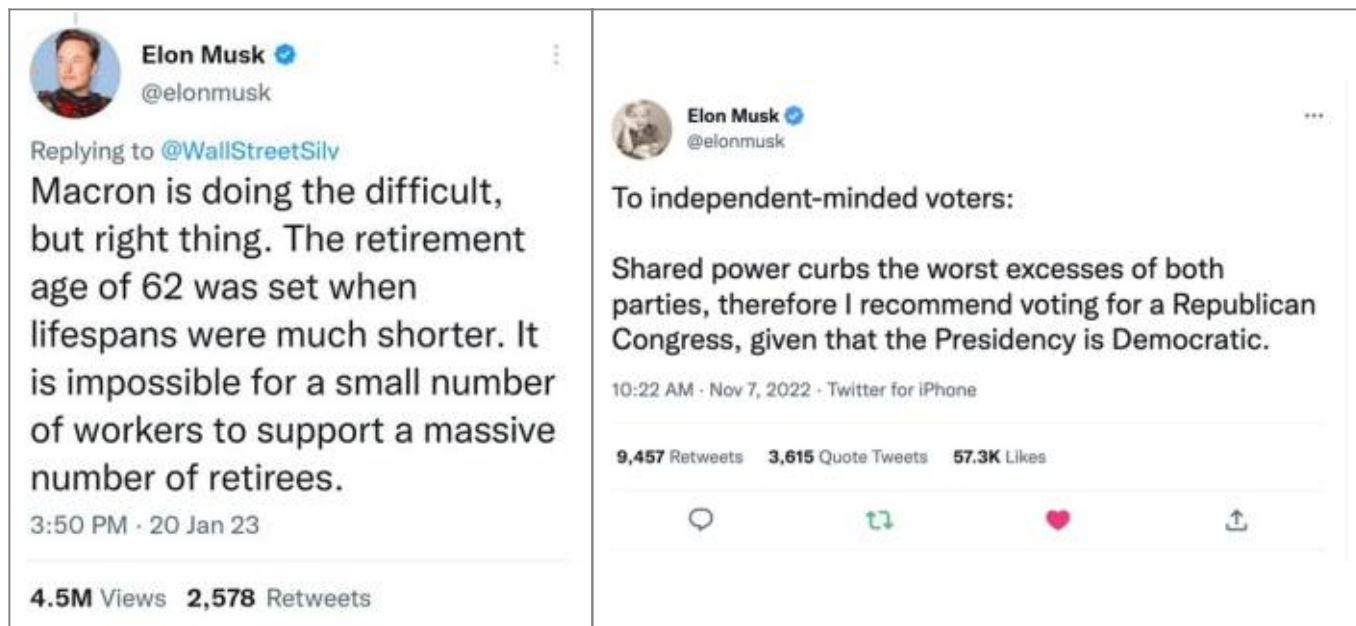 Elon Musk
@elonmusk
Replying to @WallStreetSilv
Macron is doing the difficult,
but right thing. The retirement
age of 62 was set when
lifespans were much shorter. It
is impossible for a small number
of workers to support a massive
number of retirees.
3:50 PM · 20 Jan 23
4.5M Views 2,578 Retweets
Elon Musk
@elonmusk
To independent-minded voters:
Shared power curbs the worst excesses of both
parties, therefore I recommend voting for a Republican
Congress, given that the Presidency is Democratic.
10:22 AM · Nov 7, 2022 · Twitter for iPhone
9,457 Retweets 3,615 Quote Tweets 57.3K Likes